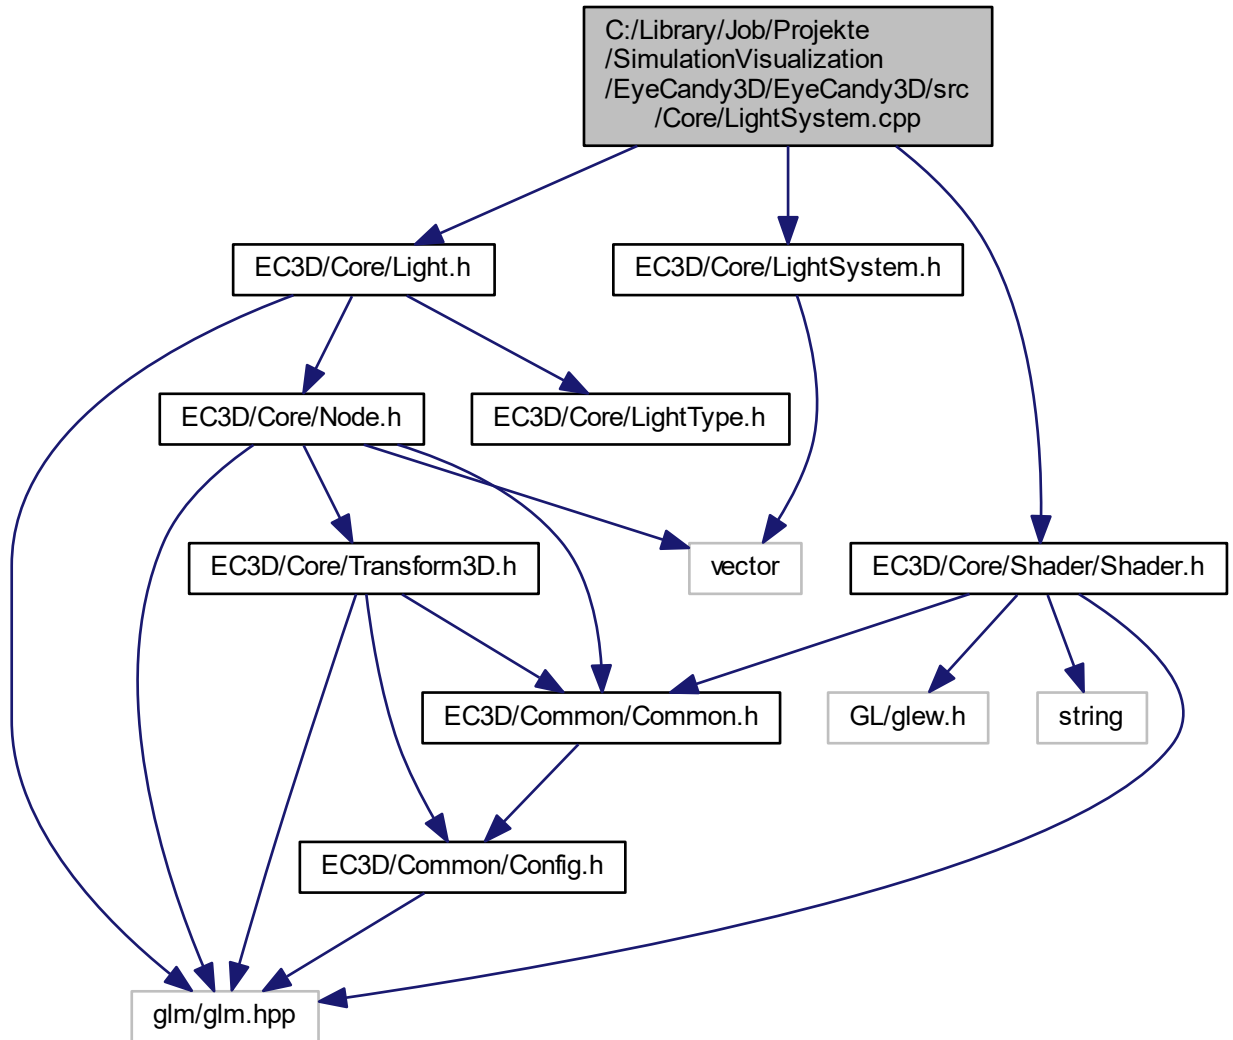 C:/Library/Job/Projekte
/SimulationVisualization
/EyeCandy3D/EyeCandy3D/src
/Core/LightSystem.cpp
EC3D/Core/Light.h
EC3D/Core/LightSystem.h
EC3D/Core/Node.h
EC3D/Core/LightType.h
EC3D/Core/Transform3D.h
vector
EC3D/Core/Shader/Shader.h
EC3D/Common/Common.h
GL/glew.h
string
EC3D/Common/Config.h
glm/glm.hpp